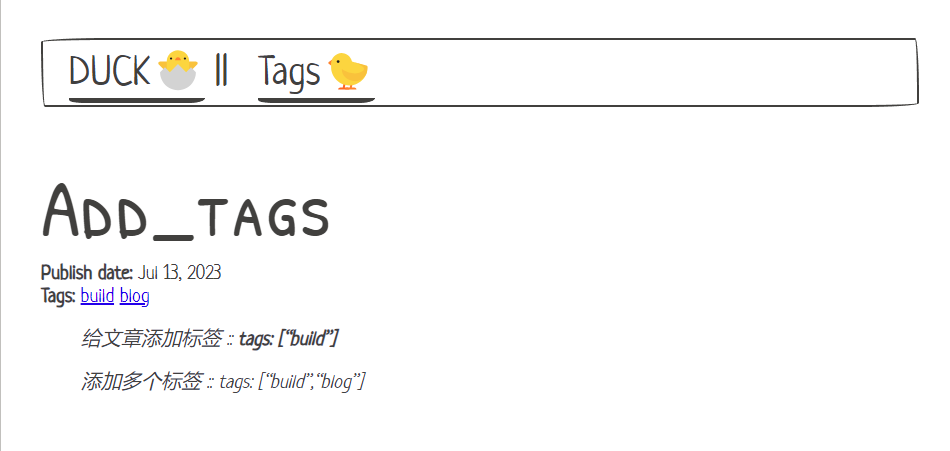 DUCK🐣 || Tags🐤
Add_tags
Publish date: Jul 13, 2023
Tags: build blog
给文章添加标签 :: tags: [“build”]
添加多个标签 :: tags: [“build”,“blog”]